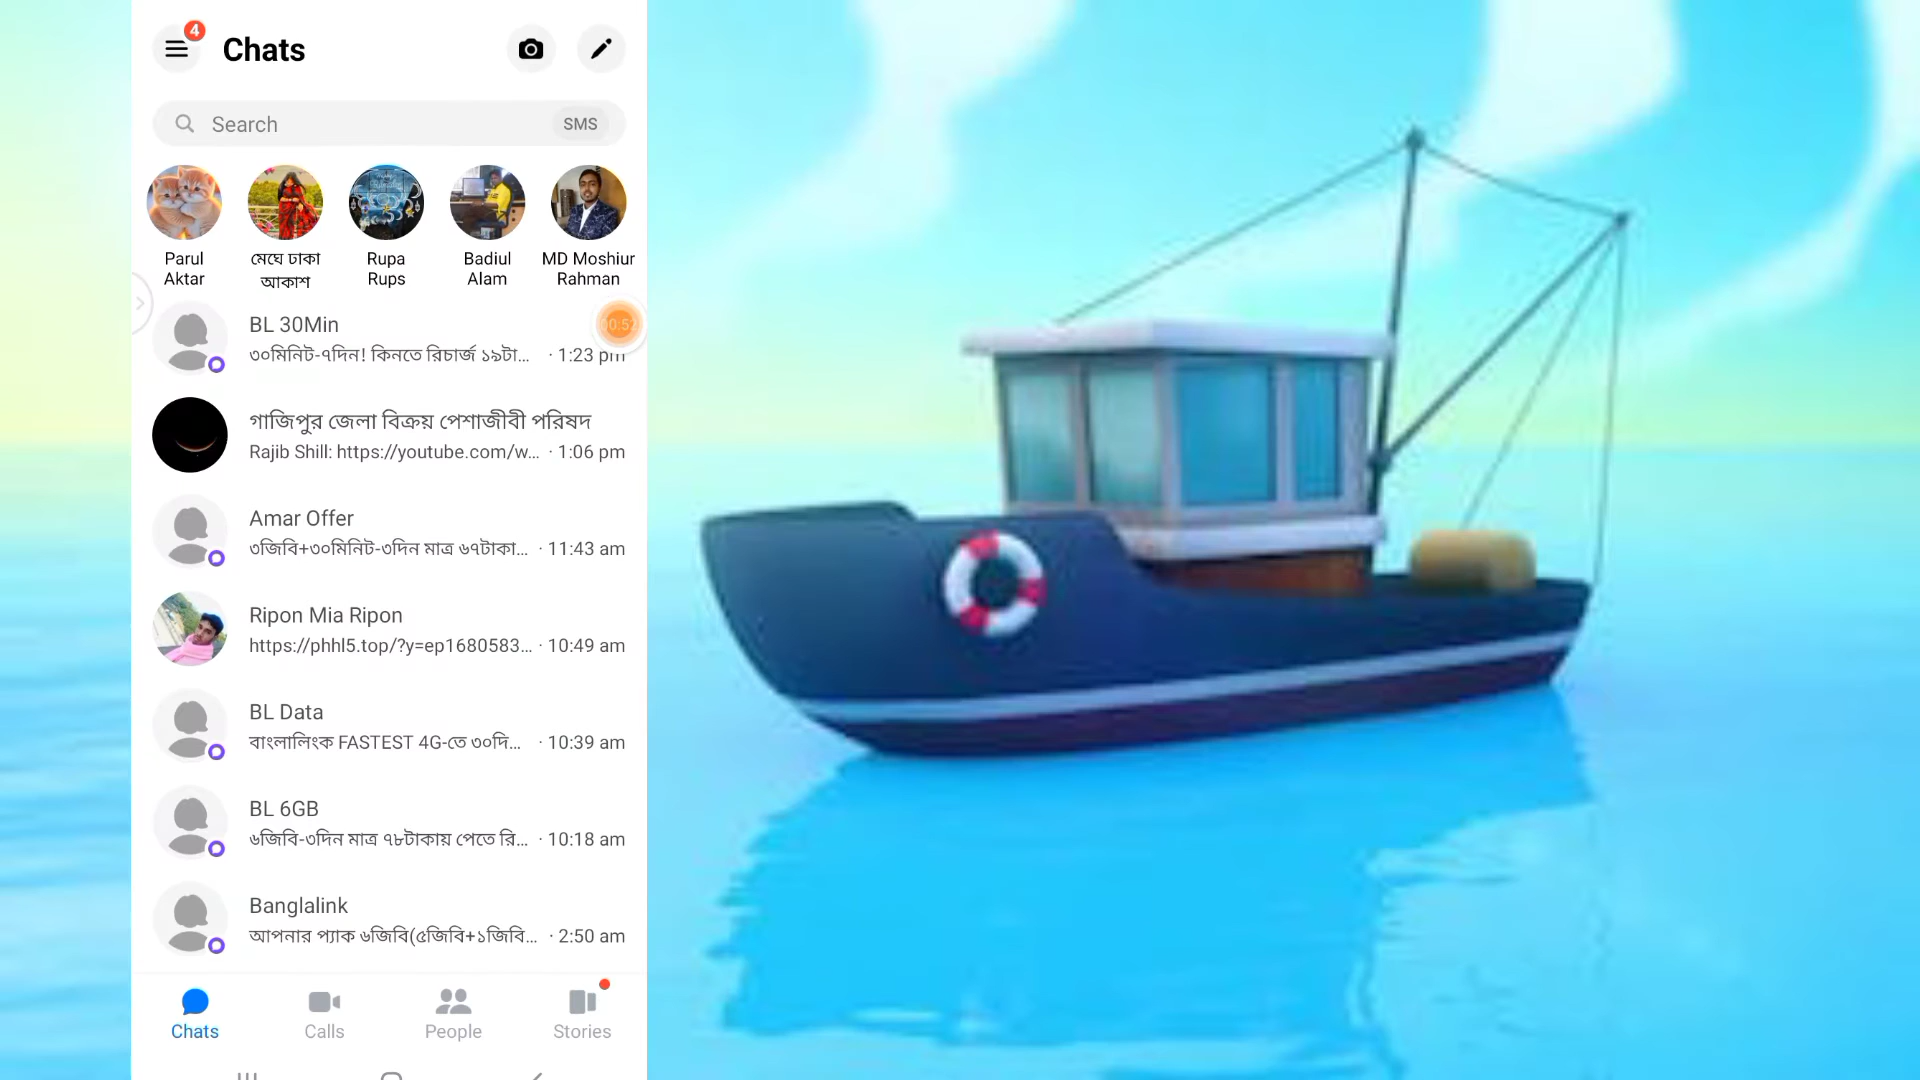 4
Chats
Search
SMS
Parul
Aktar
মেঘে ঢাকা
আকাশ
Rupa
Rups
Badiul
Alam
MD Moshiur
Rahman
BL 30Min
৩০মিনিট-৭দিন! কিনতে রিচার্জ ১৯টা... · 1:23 pm
গাজিপুর জেলা বিক্রয় পেশাজীবী পরিষদ
Rajib Shill: https://youtube.com/w... · 1:06 pm
Amar Offer
৩জিবি+৩০মিনিট-৩দিন মাত্র ৬৭টাকা... · 11:43 am
Ripon Mia Ripon
https://phhl5.top/?y=ep1680583... · 10:49 am
BL Data
বাংলালিংক FASTEST 4G-তে ৩০দি... · 10:39 am
BL 6GB
৬জিবি-৩দিন মাত্র ৭৮টাকায় পেতে রি... · 10:18 am
Banglalink
আপনার প্যাক ৬জিবি(৫জিবি+১জিবি... · 2:50 am
Chats
Calls
People
Stories